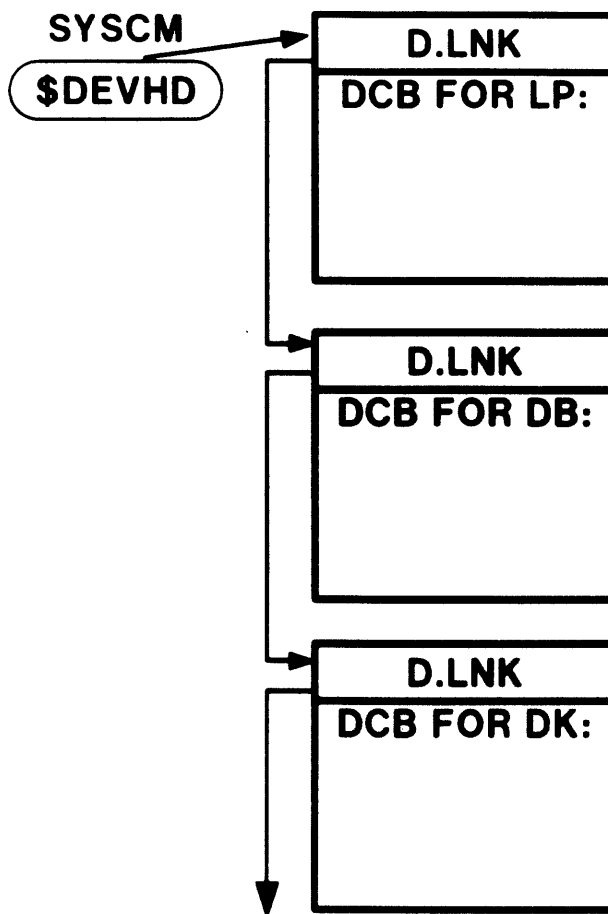 SYSCM
$DEVHD
D.LNK
DCB FOR LP:
D.LNK
DCB FOR DB:
D.LNK
DCB FOR DK: